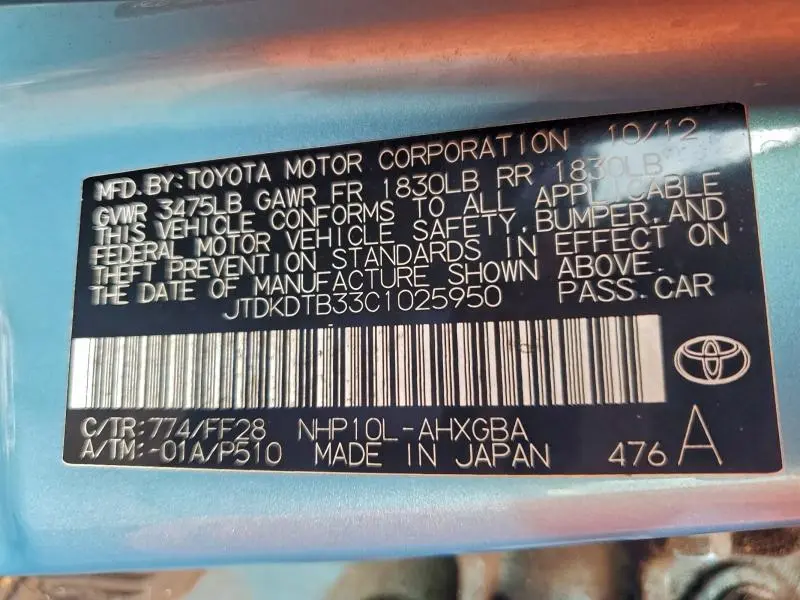 MFD. BY: TOYOTA MOTOR CORPORATION 10/12
GVWR 3475LB GAWR FR 1830LB RR 1830LB
THIS VEHICLE CONFORMS TO ALL APPLICABLE
FEDERAL MOTOR VEHICLE SAFETY, BUMPER, AND
THEFT PREVENTION STANDARDS IN EFFECT ON
THE DATE OF MANUFACTURE SHOWN ABOVE.
JTDKDTB33C1025950 PASS. CAR
C/TR: 774/FF28 NHP10L-AHXGBA
A/TM: -01A/P510 MADE IN JAPAN 476 A